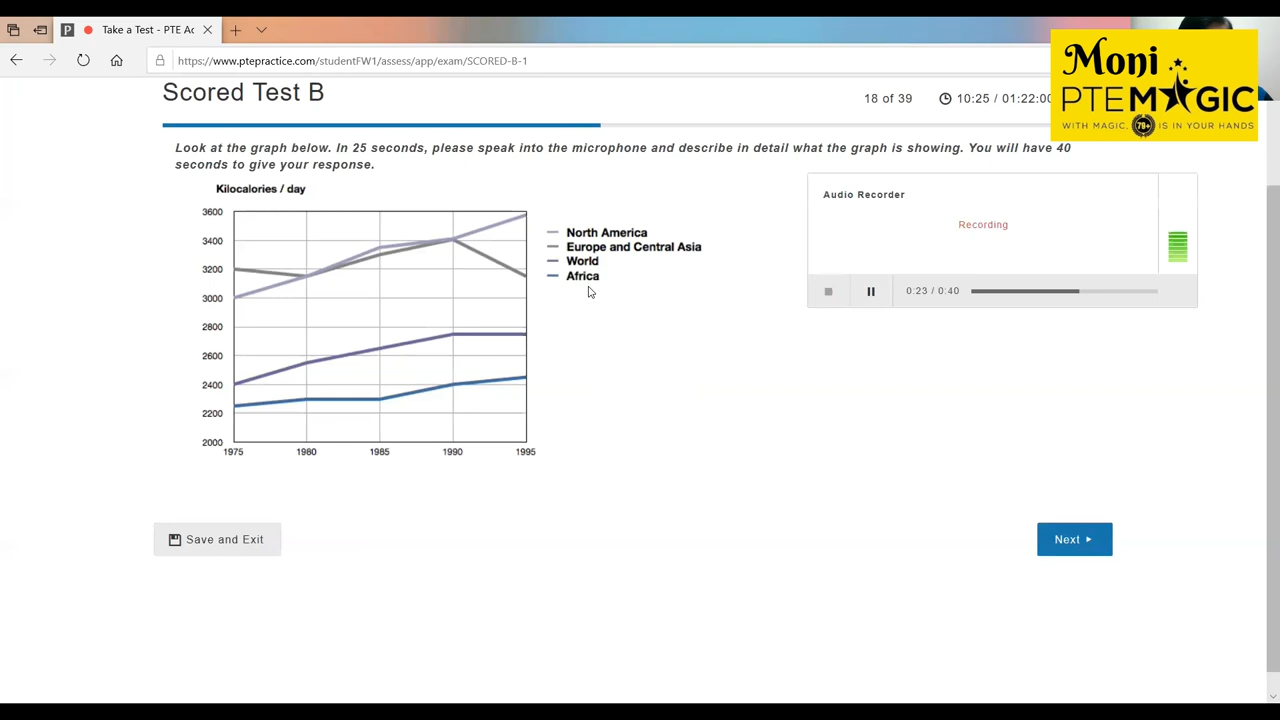 Take a Test - PTE Ac
https://www.ptepractice.com/studentFW1/assess/app/exam/SCORED-B-1
Moni
PTEMAGIC
WITH MAGIC, 79+ IS IN YOUR HANDS
Scored Test B
18 of 39
10:25 / 01:22:00
Look at the graph below. In 25 seconds, please speak into the microphone and describe in detail what the graph is showing. You will have 40
seconds to give your response.
Kilocalories / day
3600
3400
3200
3000
2800
2600
2400
2200
2000
1975 1980 1985 1990 1995
North America
Europe and Central Asia
World
Africa
Audio Recorder
Recording
0:23 / 0:40
Save and Exit
Next